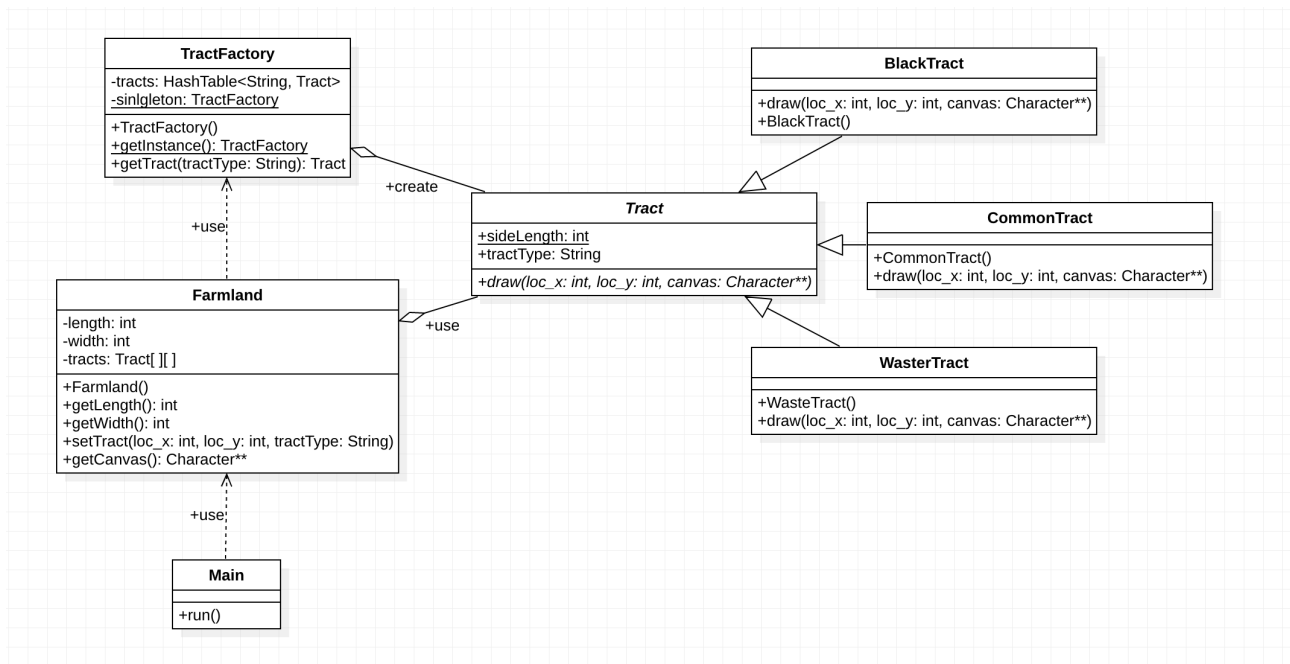 TractFactory
-tracts: HashTable<String, Tract>
-sinlgleton: TractFactory
+TractFactory()
+getInstance(): TractFactory
+getTract(tractType: String): Tract
+create
+use
Farmland
-length: int
-width: int
-tracts: Tract[ ][ ]
+Farmland()
+getLength(): int
+getWidth(): int
+setTract(loc_x: int, loc_y: int, tractType: String)
+getCanvas(): Character**
+use
+use
Main
+run()
Tract
+sideLength: int
+tractType: String
+draw(loc_x: int, loc_y: int, canvas: Character**)
BlackTract
+draw(loc_x: int, loc_y: int, canvas: Character**)
+BlackTract()
CommonTract
+CommonTract()
+draw(loc_x: int, loc_y: int, canvas: Character**)
WasterTract
+WasteTract()
+draw(loc_x: int, loc_y: int, canvas: Character**)